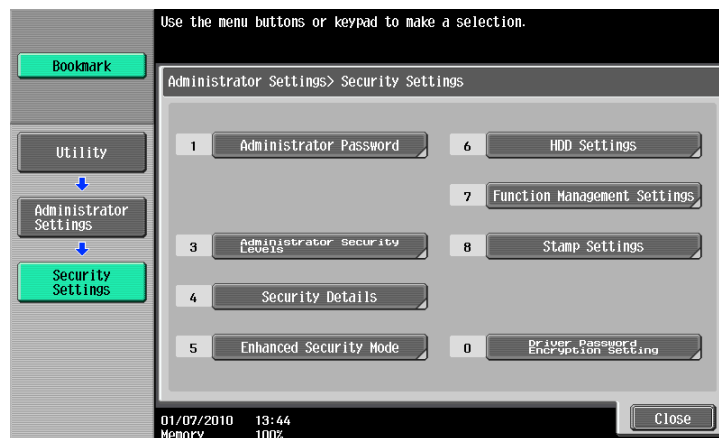 Use the menu buttons or keypad to make a selection.
Bookmark
Administrator Settings> Security Settings
Utility
Administrator
Settings
Security
Settings
1 Administrator Password
3 Administrator Security
Levels
4 Security Details
5 Enhanced Security Mode
6 HDD Settings
7 Function Management Settings
8 Stamp Settings
0 Driver Password
Encryption Setting
01/07/2010 13:44
Memory 100%
Close